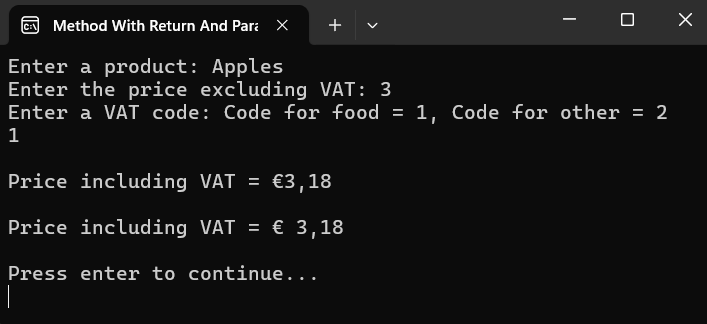 Method With Return And Para
Enter a product: Apples
Enter the price excluding VAT: 3
Enter a VAT code: Code for food = 1, Code for other = 2
1
Price including VAT = €3,18
Price including VAT = € 3,18
Press enter to continue...